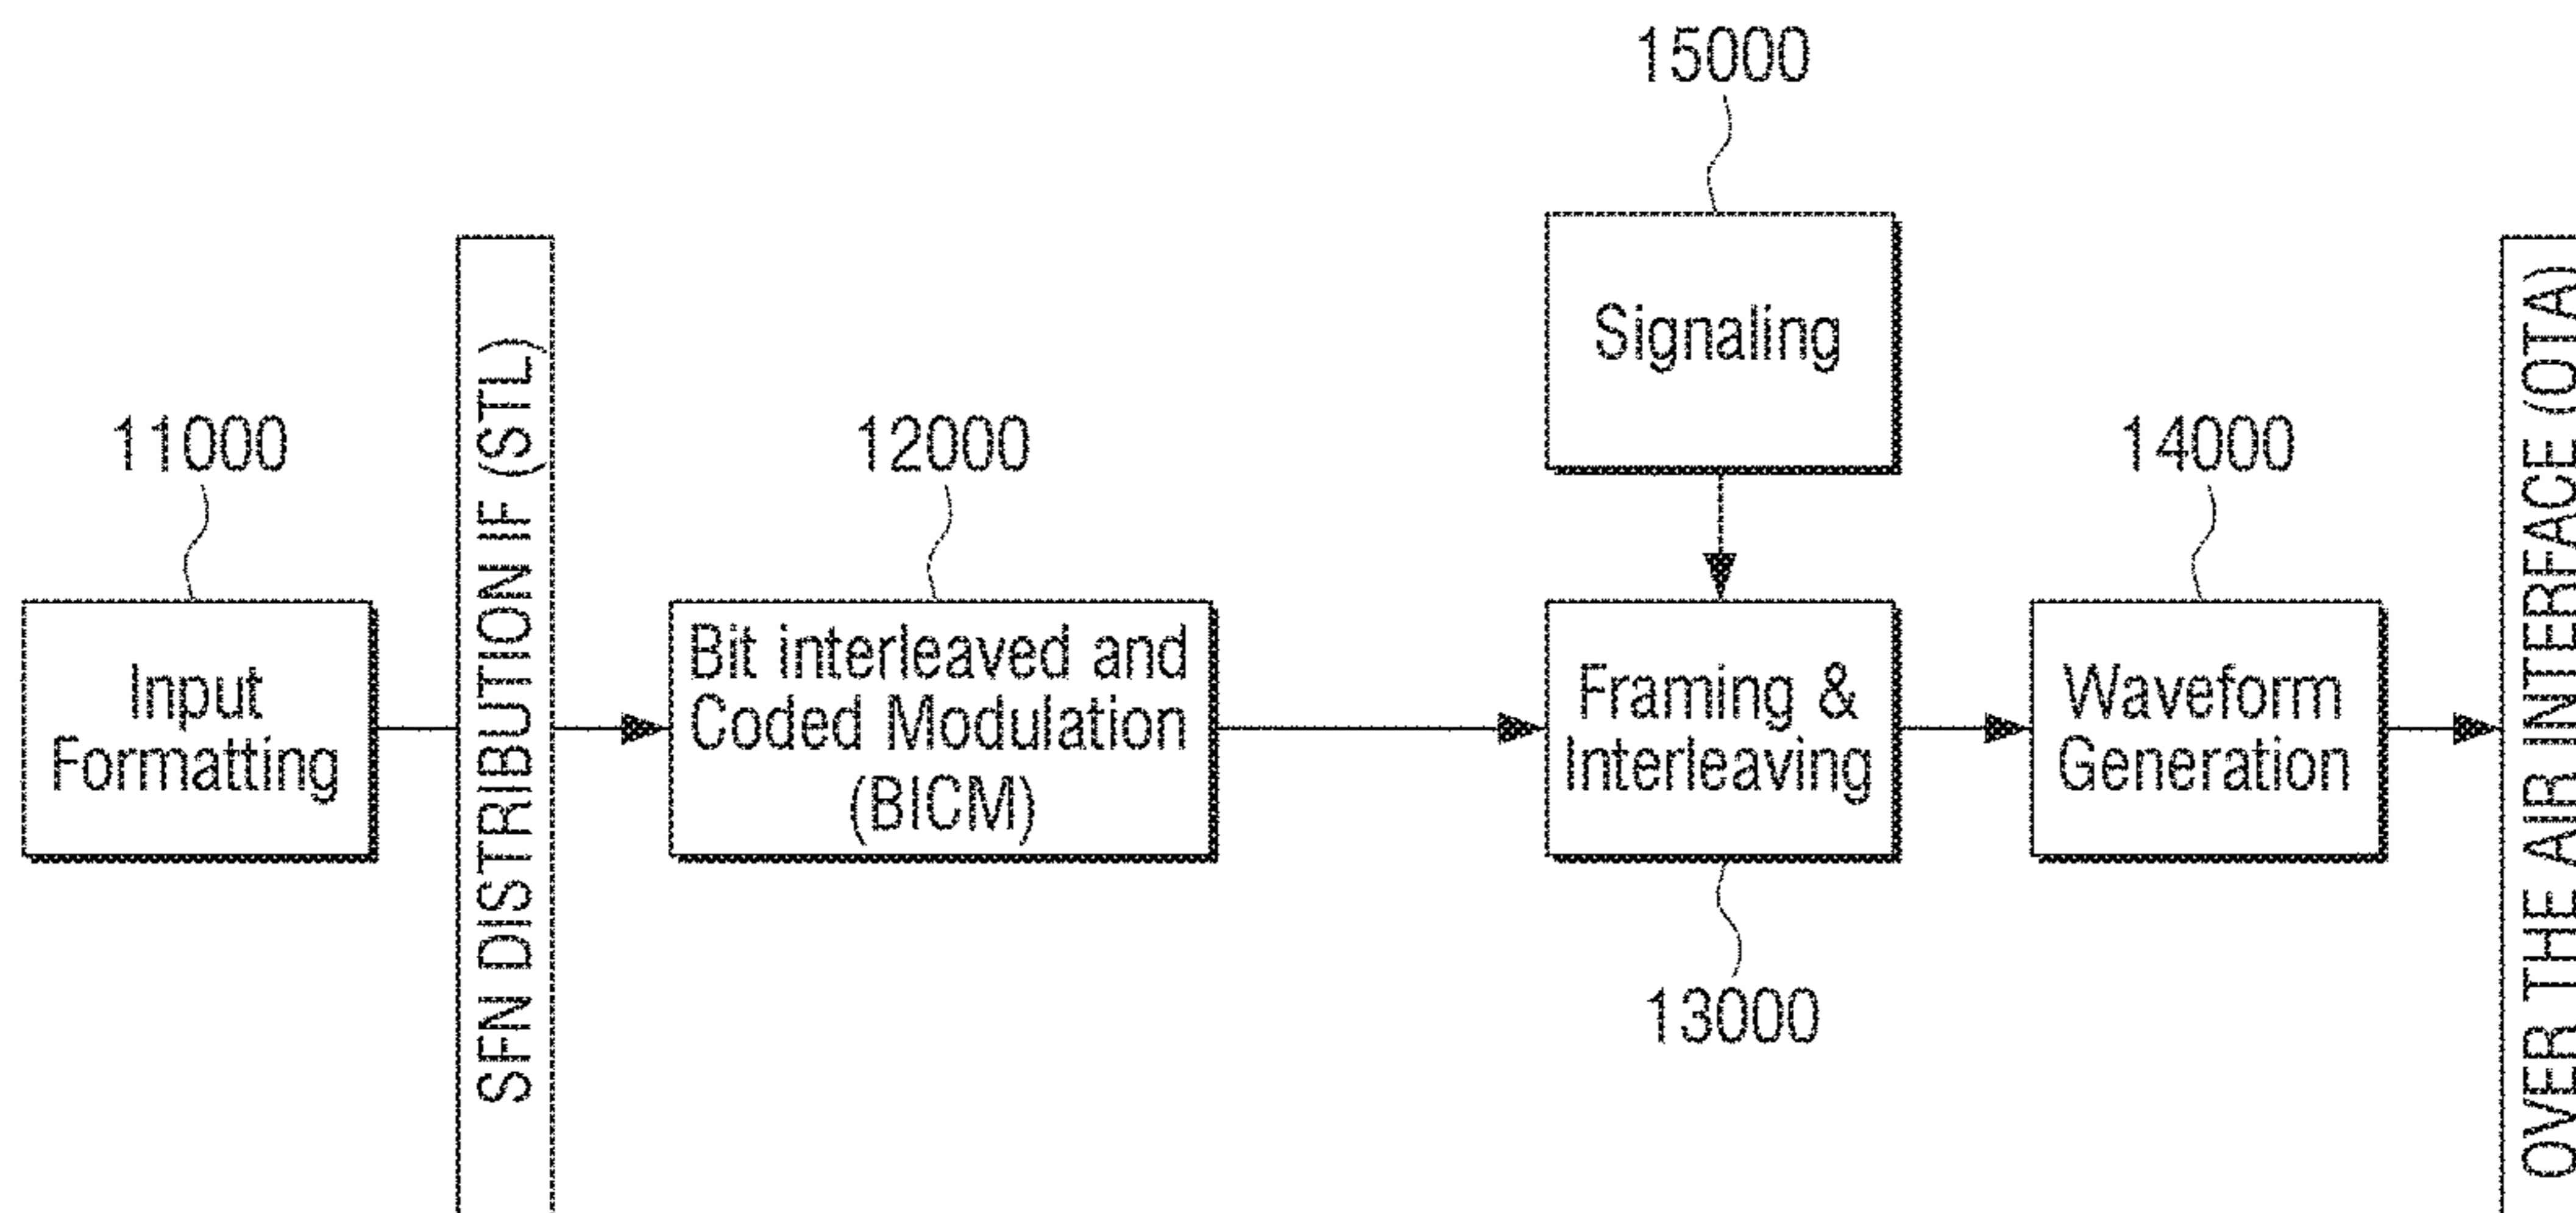 15000
Signaling
11000
SFN DISTRIBUTION IF (STL)
12000
14000
OVER THE AIR INTERFACE (OTA)
Input
Formatting
Bit interleaved and
Coded Modulation
(BICM)
Framing &
Interleaving
Waveform
Generation
13000